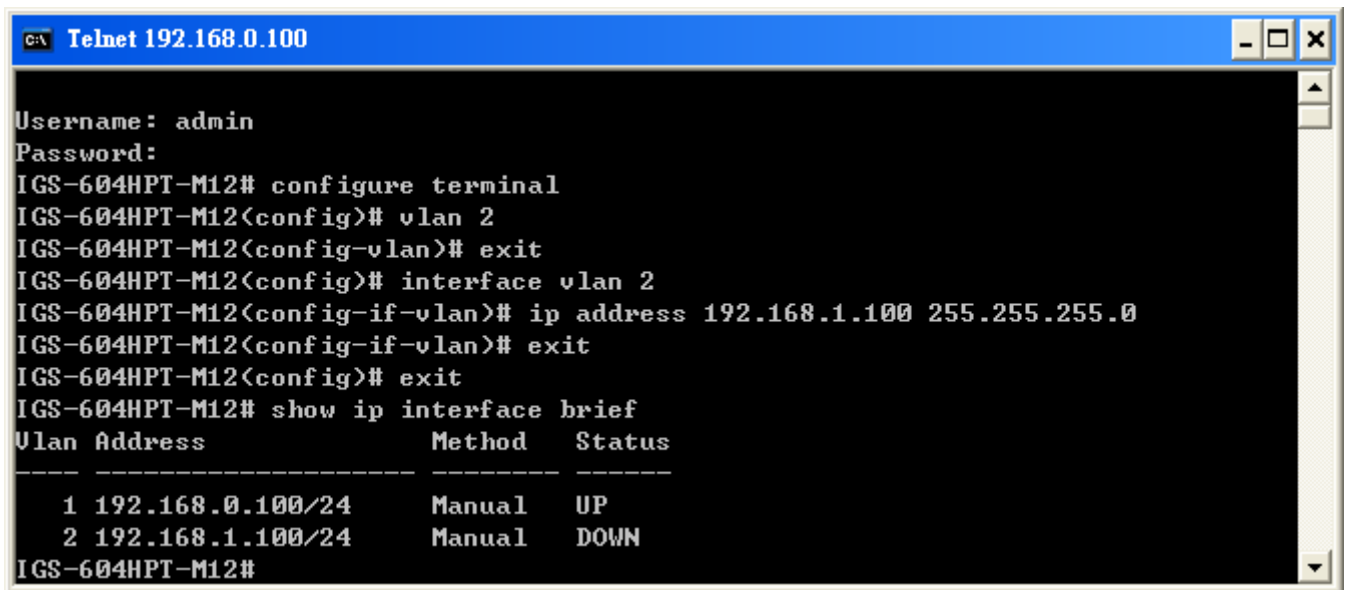 Telnet 192.168.0.100
Username: admin
Password:
IGS-604HPT-M12# configure terminal
IGS-604HPT-M12(config)# vlan 2
IGS-604HPT-M12(config-vlan)# exit
IGS-604HPT-M12(config)# interface vlan 2
IGS-604HPT-M12(config-if-vlan)# ip address 192.168.1.100 255.255.255.0
IGS-604HPT-M12(config-if-vlan)# exit
IGS-604HPT-M12(config)# exit
IGS-604HPT-M12# show ip interface brief
Vlan Address              Method   Status
---- -------------------- -------- ------
   1 192.168.0.100/24     Manual   UP
   2 192.168.1.100/24     Manual   DOWN
IGS-604HPT-M12#